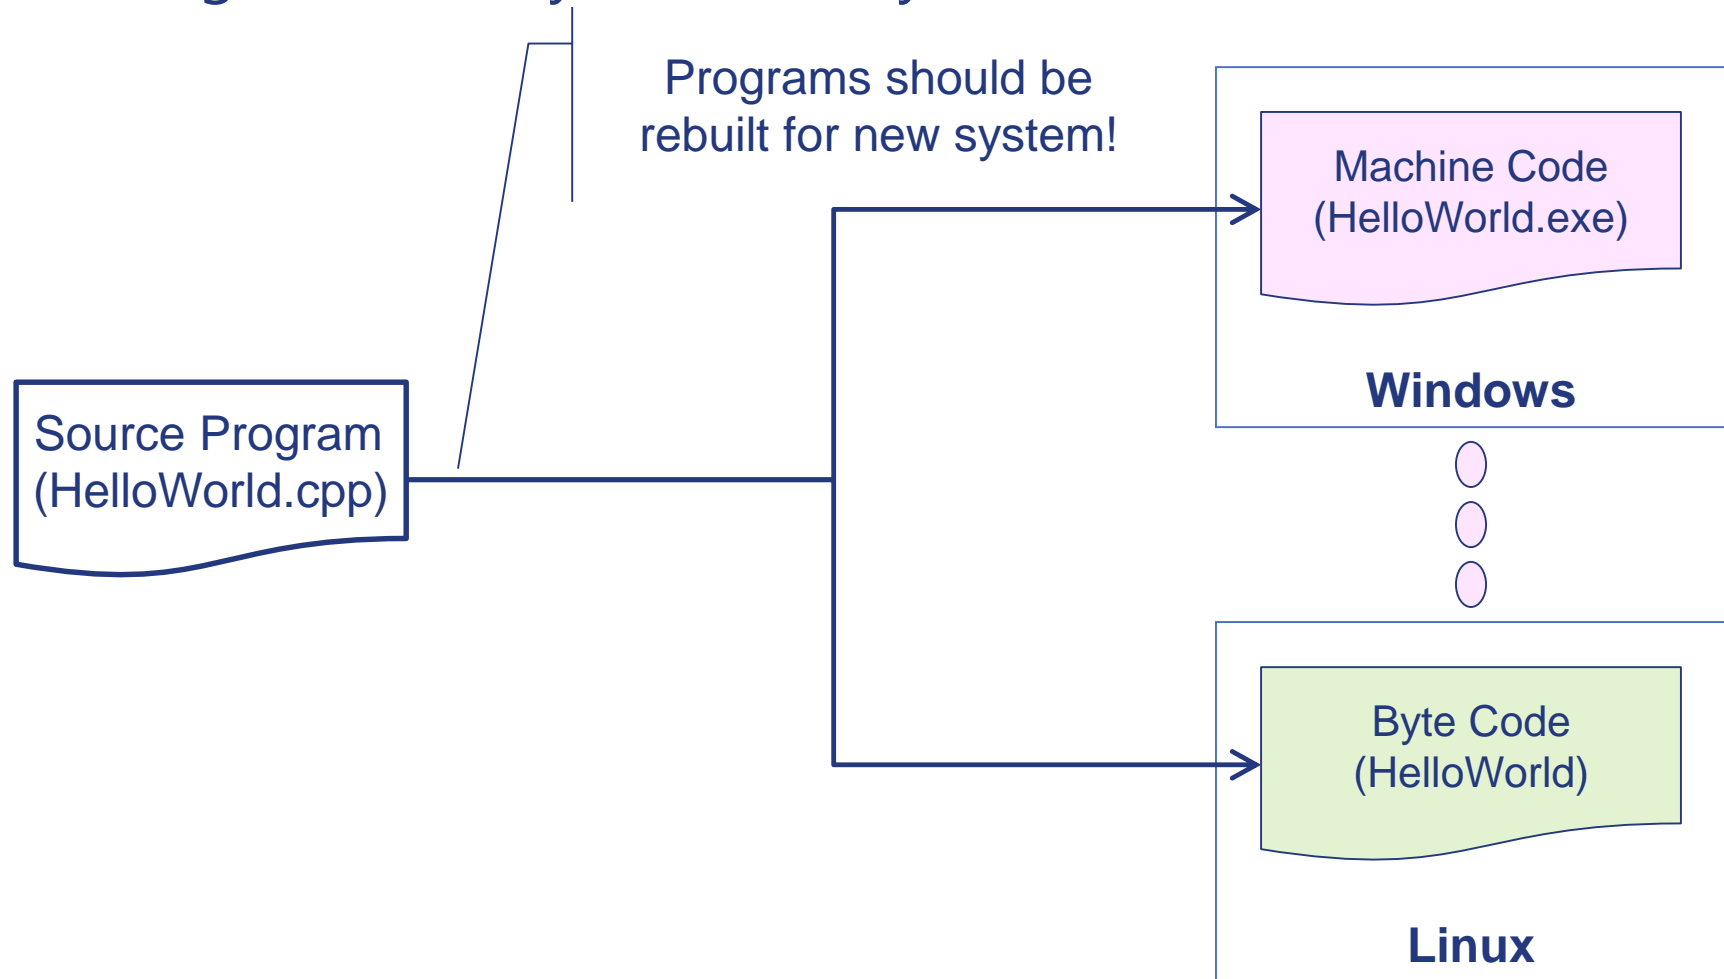 Programs should be
rebuilt for new system!
Machine Code
(HelloWorld.exe)
Windows
Source Program
(HelloWorld.cpp)
Byte Code
(HelloWorld)
Linux